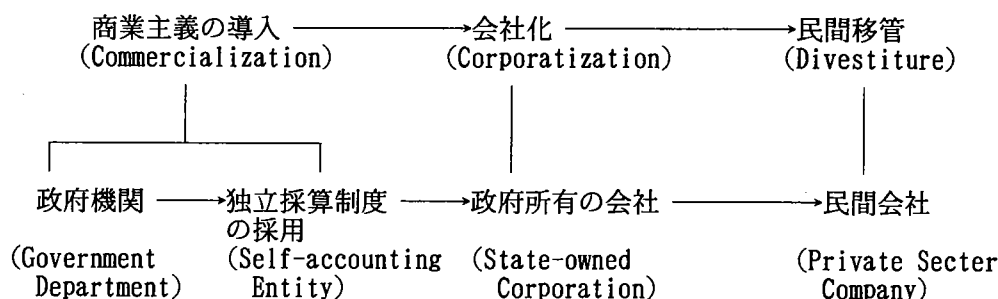 商業主義の導入 会社化 民間移管
(Commercialization) (Corporatization) (Divestiture)
政府機関 独立採算制度 政府所有の会社 民間会社
の採用
(Government (Self-accounting (State-owned (Private Secter
Department) Entity) Corporation) Company)